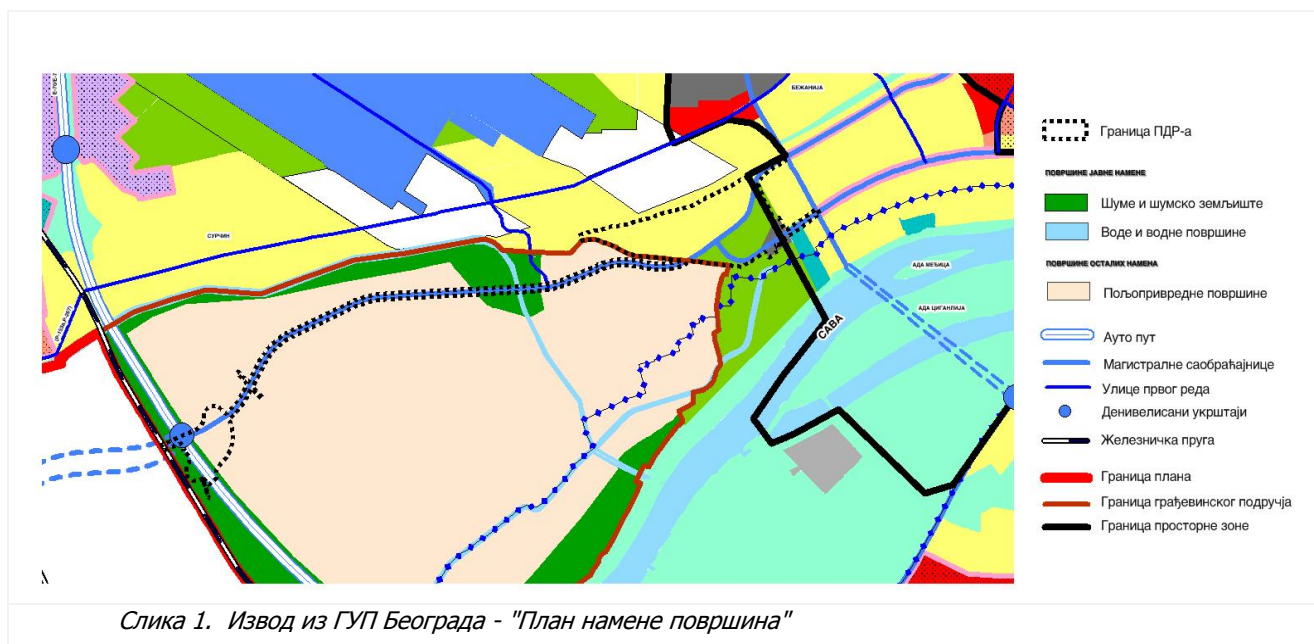 БЕЖАНИЈА
СУРЧИН
АДА МЕЂИЦА
АДА ЦИГАНЛИЈА
САВА
Граница ПДР-а
ПОВРШИНЕ ЈАВНЕ НАМЕНЕ
Шуме и шумско земљиште
Воде и водне површине
ПОВРШИНЕ ОСТАЛИХ НАМЕНА
Пољопривредне површине
Ауто пут
Магистралне саобраћајнице
Улице првог реда
Денивелисани укрштаји
Железничка пруга
Граница плана
Граница грађевинског подручја
Граница просторне зоне
Слика 1. Извод из ГУП Београда - "План намене површина"